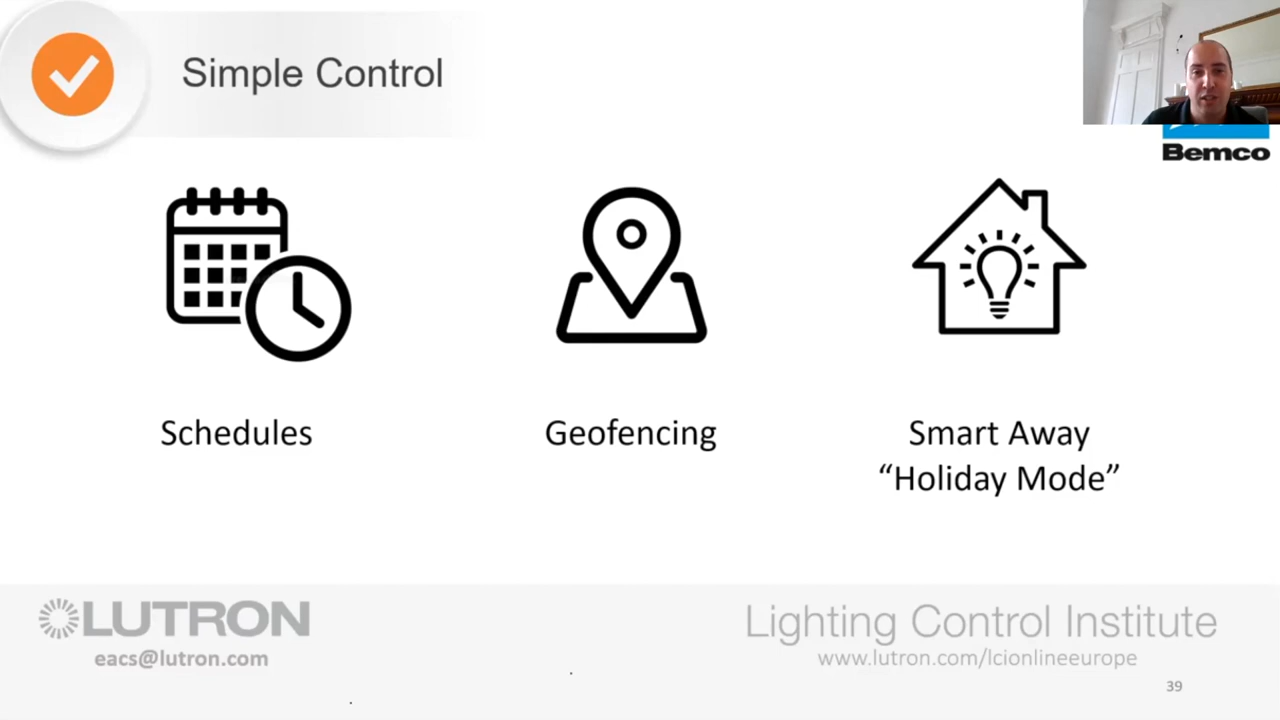 Simple Control
Bemco
Schedules
Geofencing
Smart Away
“Holiday Mode”
LUTRON
eacs@lutron.com
Lighting Control Institute
www.lutron.com/lcionlineeurope
39